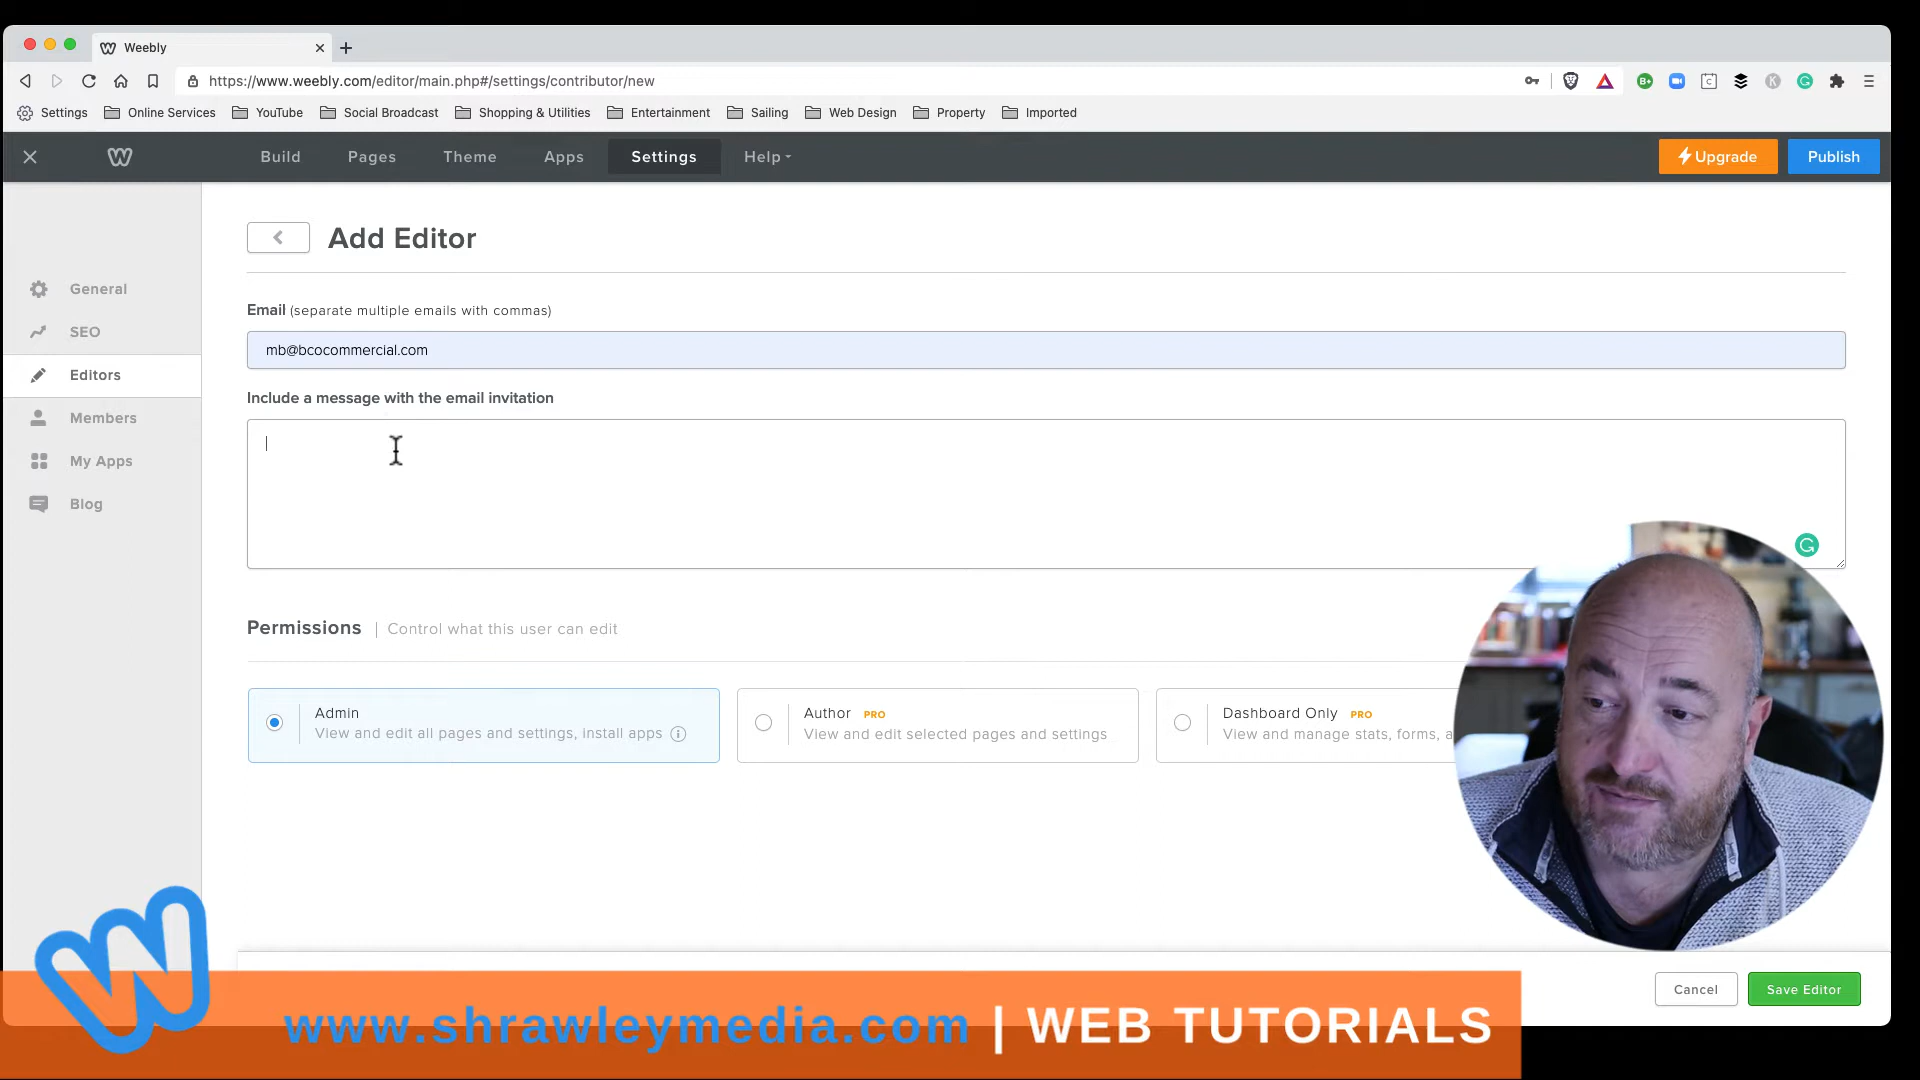 Weebly
https://www.weebly.com/editor/main.php#/settings/contributor/new
Settings Online Services YouTube Social Broadcast Shopping & Utilities Entertainment Sailing Web Design Property Imported
Build Pages Theme Apps Settings Help Upgrade Publish
Add Editor
General
SEO
Editors
Members
My Apps
Blog
Email (separate multiple emails with commas)
mb@bcocommercial.com
Include a message with the email invitation
Permissions | Control what this user can edit
Admin
View and edit all pages and settings, install apps
Author PRO
View and edit selected pages and settings
Dashboard Only PRO
View and manage stats, forms, a
Cancel Save Editor
www.shrawleymedia.com | WEB TUTORIALS